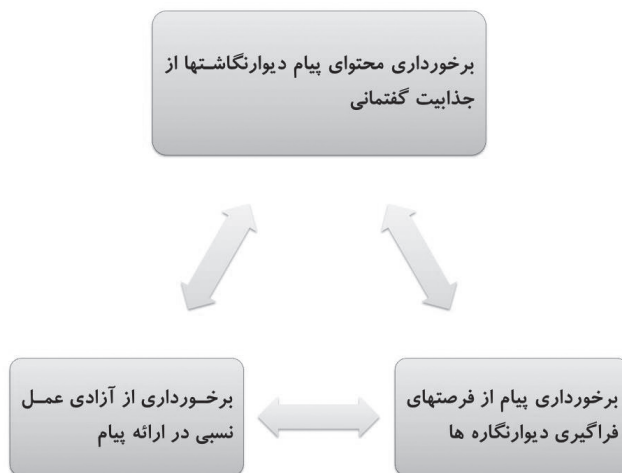 برخورداری محتوای پیام دیوارنگاشتها از
جذابیت گفتمانی
برخورداری پیام از فرصتهای
فراگیری دیوارنگاره ها
برخورداری از آزادی عمل
نسبی در ارائه پیام